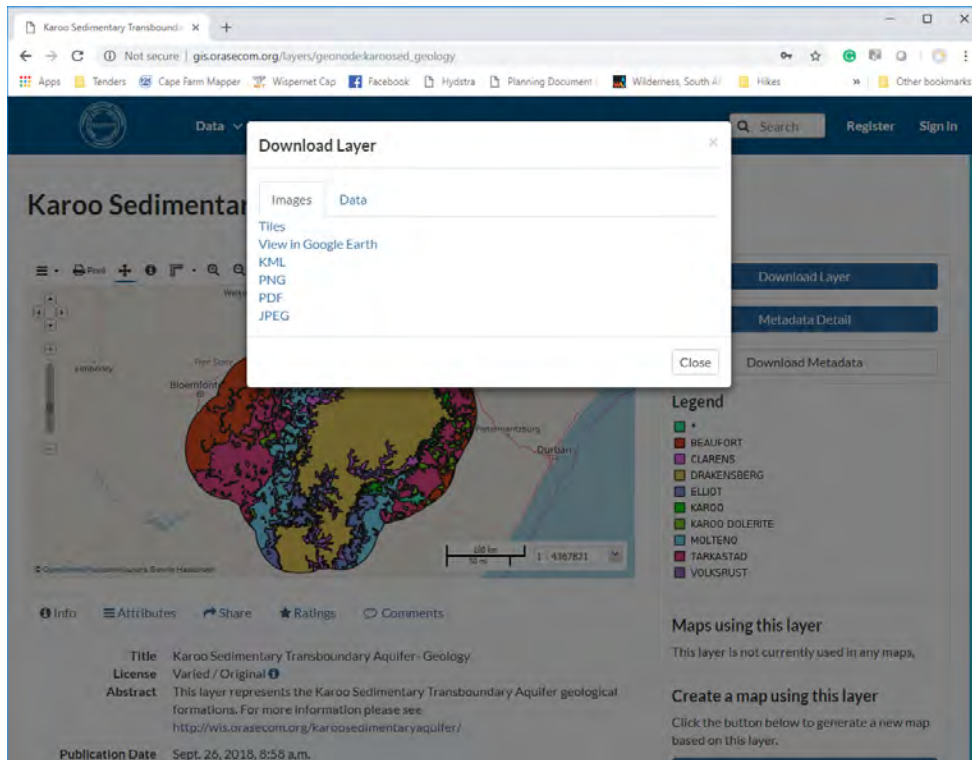 Karoo Sedimentary Transbound
Not secure | gis.orasecom.org/layers/geonode:karoosed_geology
Apps Tenders Cape Farm Mapper Wispernet Cap Facebook Hydstra Planning Document Wilderness, South Af Hikes » Other bookmarks
Data
Search Register Sign in
Download Layer ×
Karoo Sedimentar
Images Data
Tiles
View in Google Earth
KML
PNG
PDF
JPEG
Close
Print
Download Layer
Metadata Detail
Download Metadata
Kimberley
Free State
Bloemfonte
Pietermaritzburg
Durban
100 km
50 mi
1 : 4367821
Legend
*
BEAUFORT
CLARENS
DRAKENSBERG
ELLIOT
KAROO
KAROO DOLERITE
MOLTENO
TARKASTAD
VOLKSRUST
Info Attributes Share Ratings Comments
Title Karoo Sedimentary Transboundary Aquifer- Geology
License Varied / Original
Abstract This layer represents the Karoo Sedimentary Transboundary Aquifer geological
formations. For more information please see
http://wis.orasecom.org/karoosedimentaryaquifer/
Publication Date Sept. 26, 2018, 8:58 a.m.
Maps using this layer
This layer is not currently used in any maps.
Create a map using this layer
Click the button below to generate a new map
based on this layer.